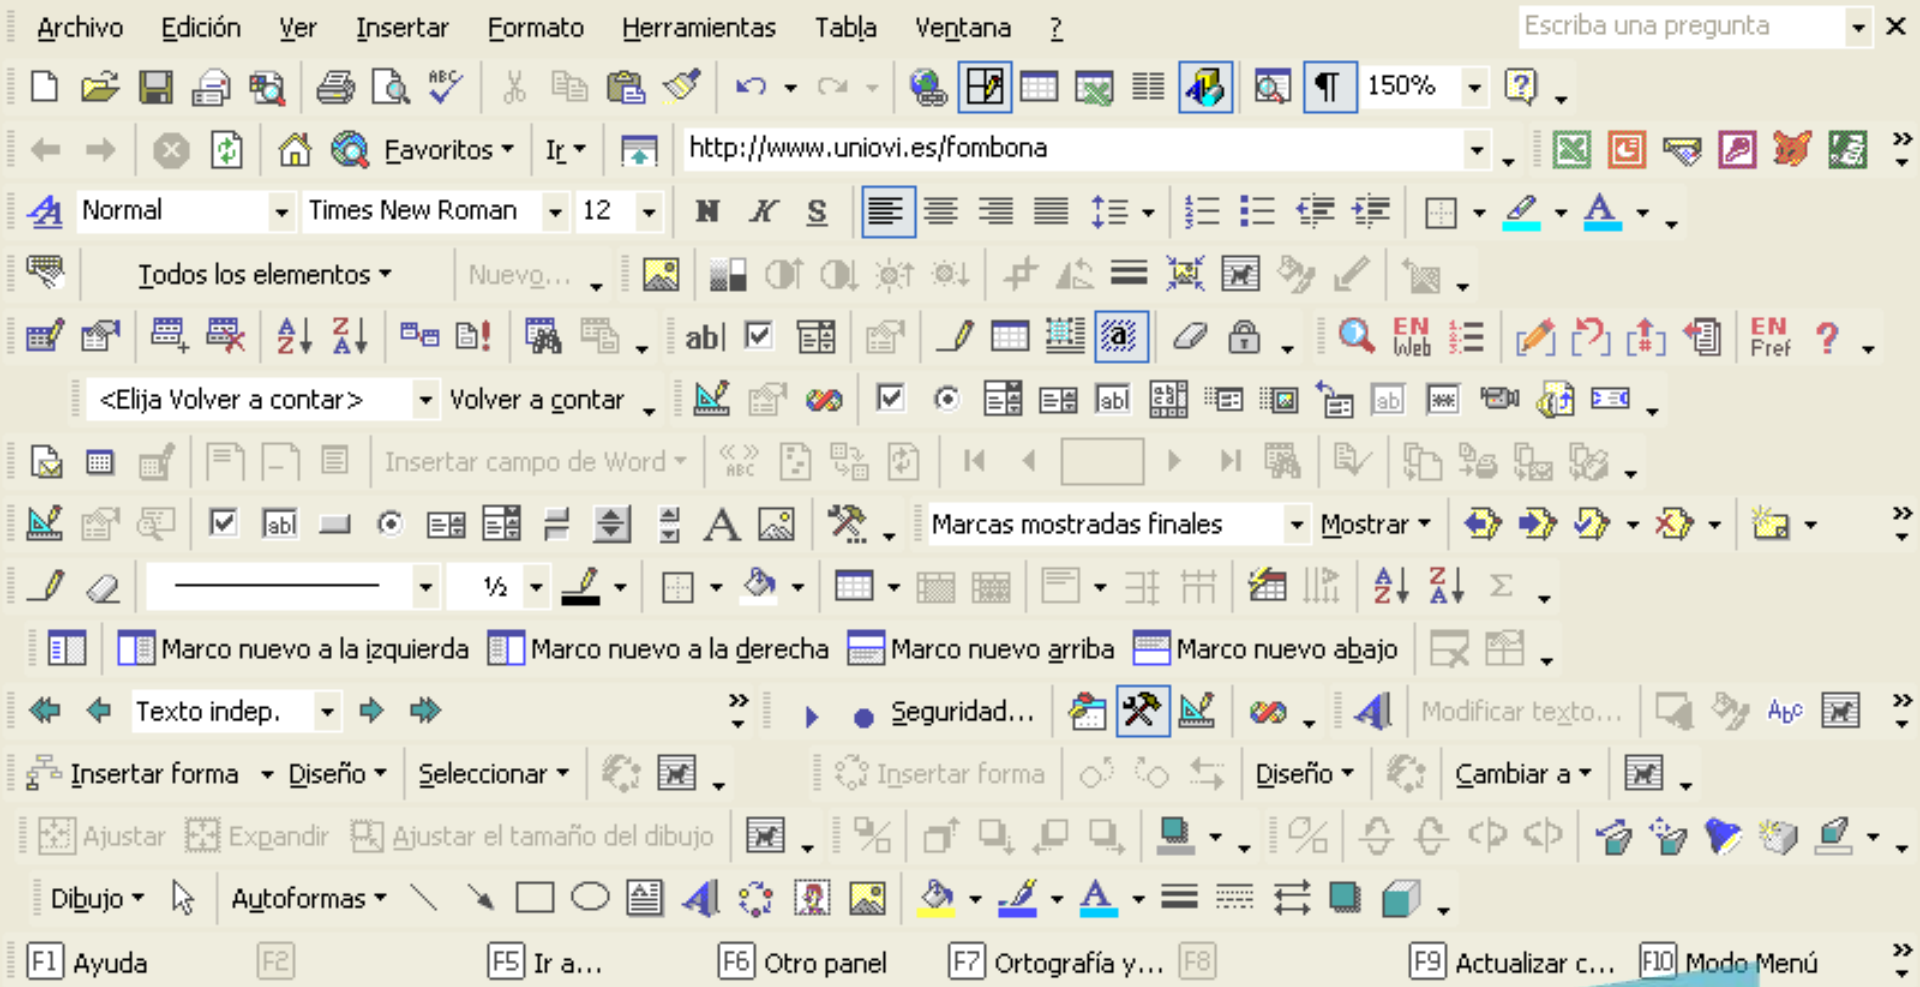 Archivo Edición Ver Insertar Formato Herramientas Tabla Ventana ? Escriba una pregunta
ABC ¶ 150% ?
Favoritos Ir http://www.uniovi.es/fombona
Normal Times New Roman 12 N K S A
Todos los elementos Nuevo...
A Z Z A ab| a EN Web EN Pref ?
<Elija Volver a contar> Volver a contar ab|
Insertar campo de Word ABC
ab| A Marcas mostradas finales Mostrar
½ A Z Z A Σ
Marco nuevo a la izquierda Marco nuevo a la derecha Marco nuevo arriba Marco nuevo abajo
Texto indep. Seguridad... Modificar texto... Abc
Insertar forma Diseño Seleccionar Insertar forma Diseño Cambiar a
Ajustar Expandir Ajustar el tamaño del dibujo
Dibujo Autoformas A
F1 Ayuda F2 F5 Ir a... F6 Otro panel F7 Ortografía y... F8 F9 Actualizar c... F10 Modo Menú